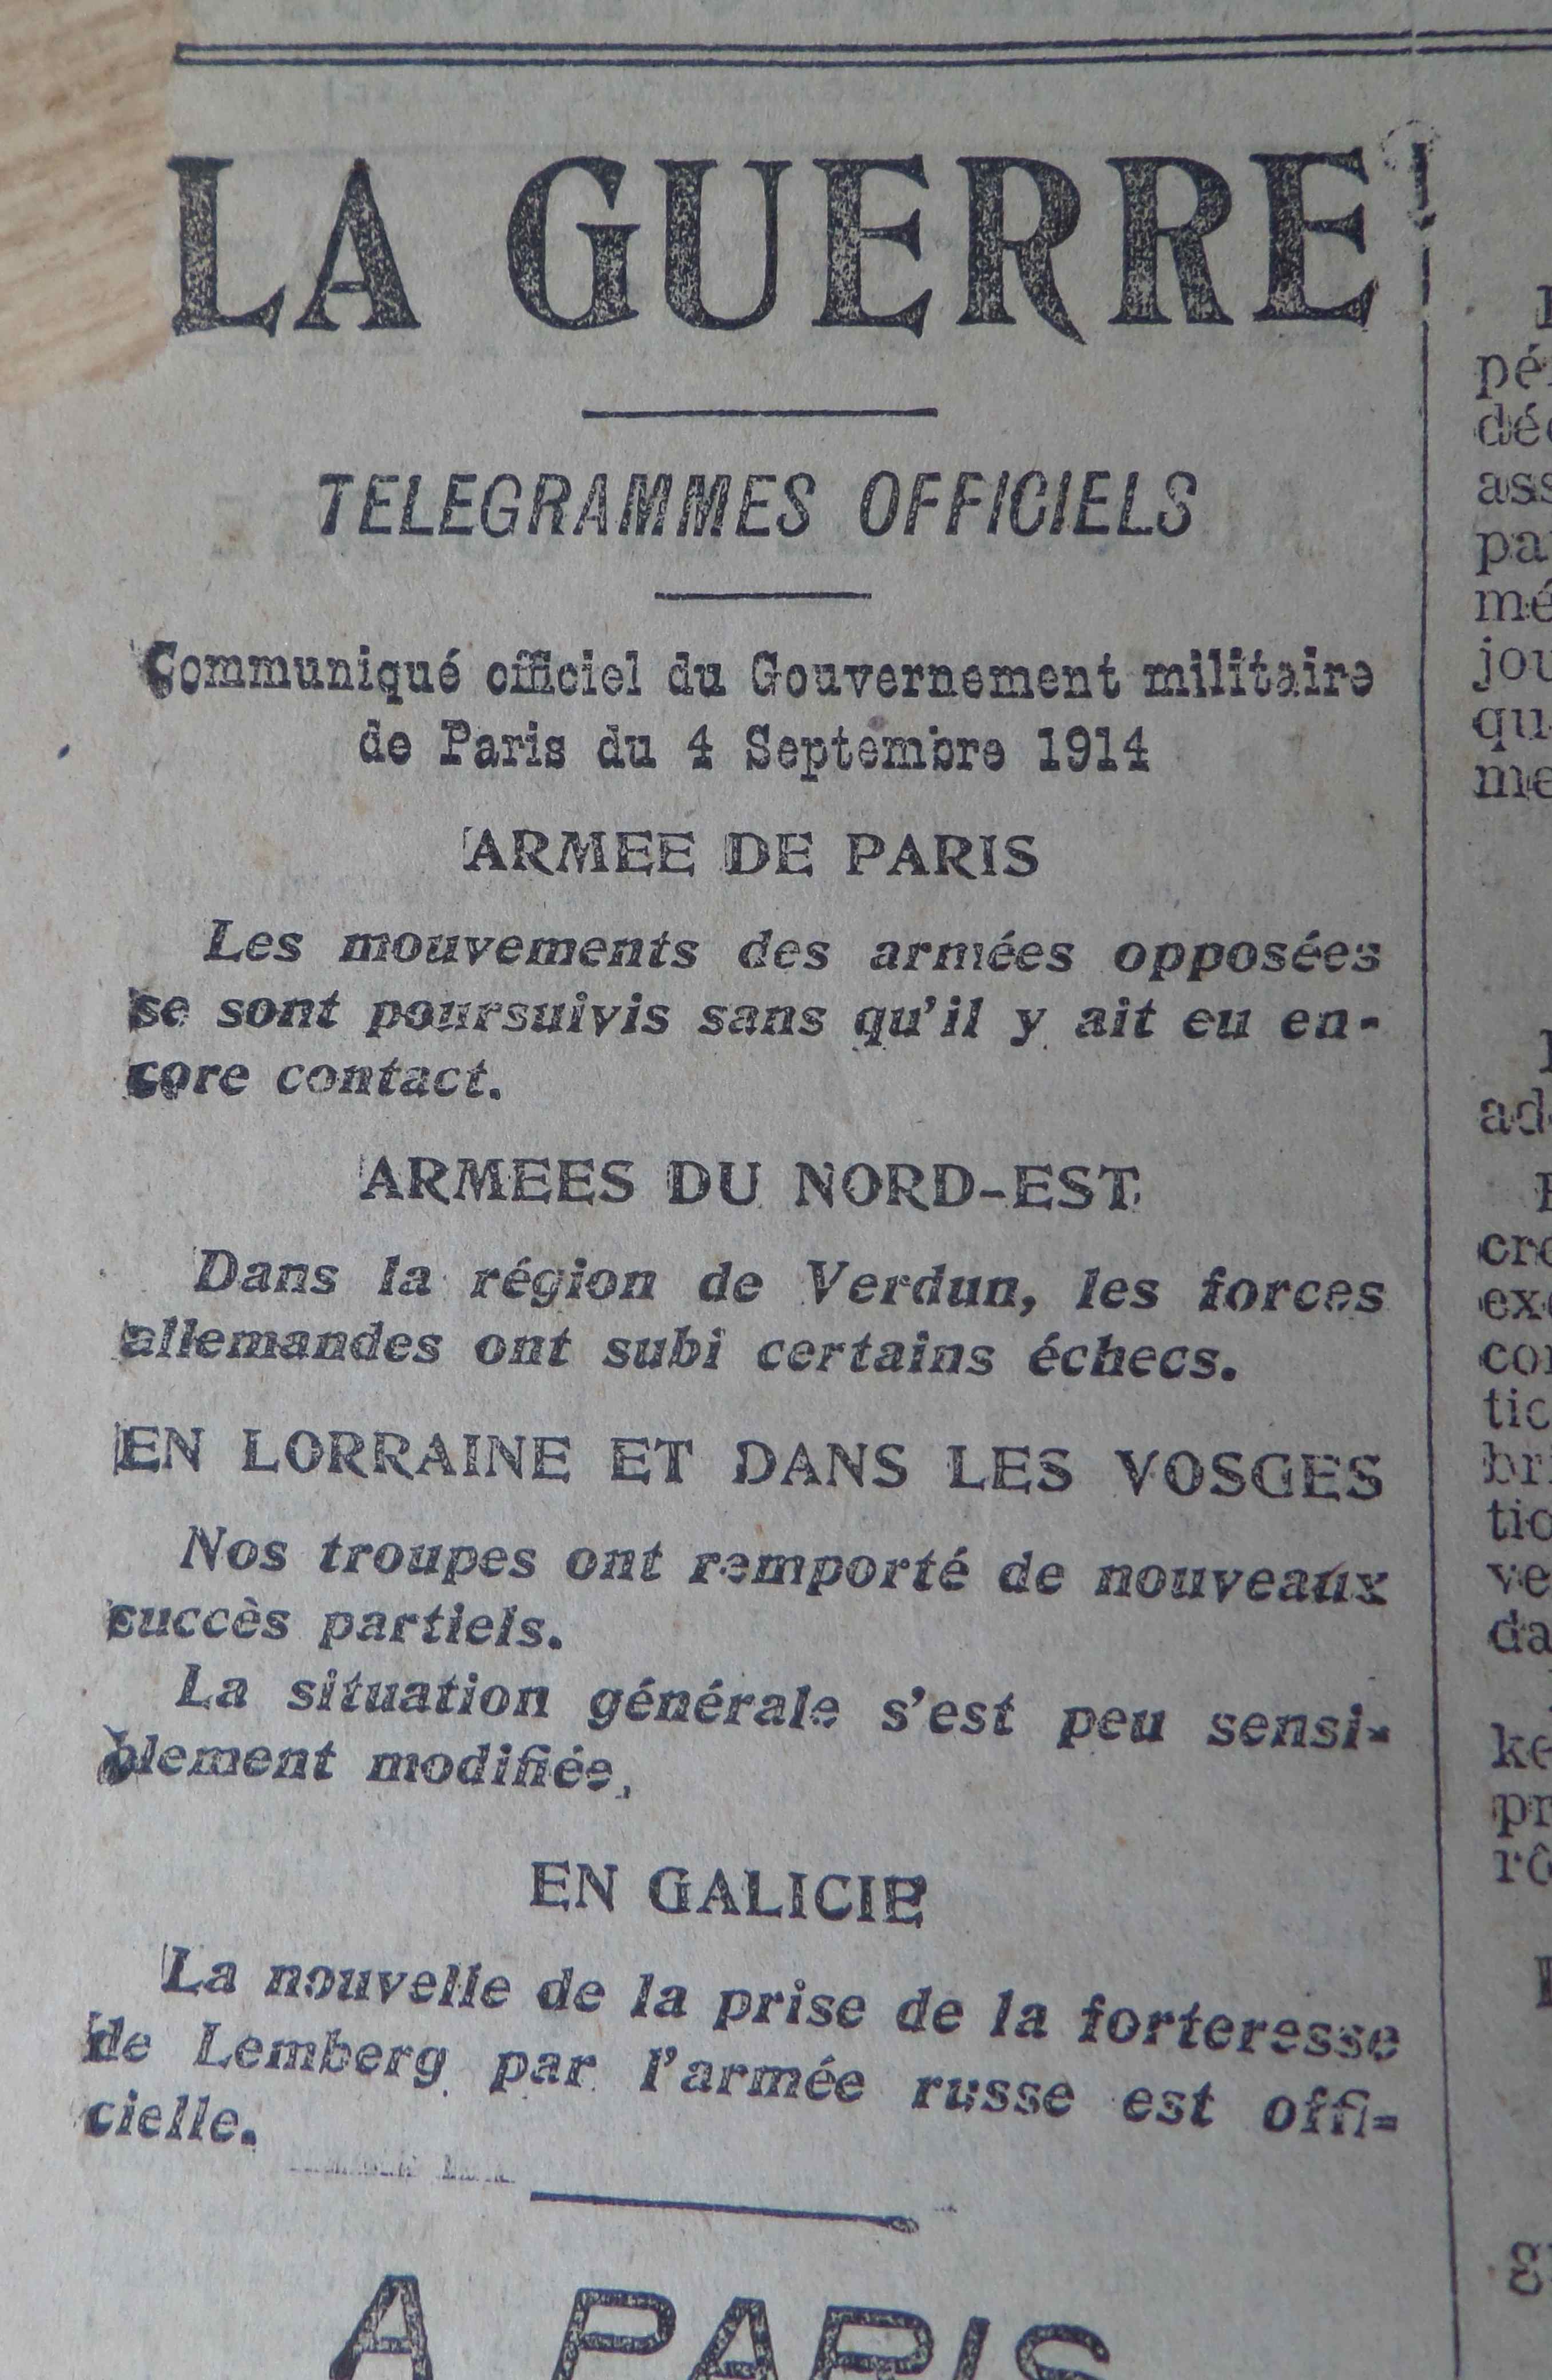 LA GUERRE
TELEGRAMMES OFFICIELS
Communiqué officiel du Gouvernement militaire
de Paris du 4 Septembre 1914
ARMEE DE PARIS
Les mouvements des armées opposées
se sont poursuivis sans qu'il y ait eu en-
core contact.
ARMEES DU NORD-EST
Dans la région de Verdun, les forces
allemandes ont subi certains échecs.
EN LORRAINE ET DANS LES VOSGES
Nos troupes ont remporté de nouveaux
succès partiels.
La situation générale s'est peu sensi-
blement modifiée.
EN GALICIE
La nouvelle de la prise de la forteresse
de Lemberg par l'armée russe est offi-
cielle.
A PARIS